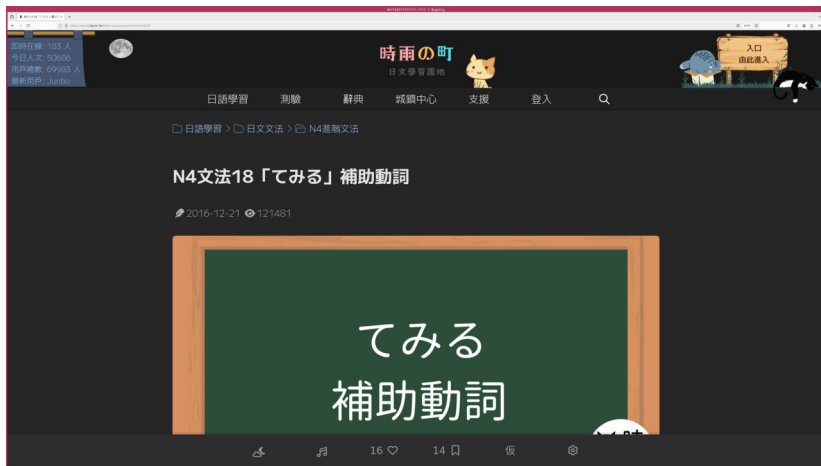 即時在線: 183 人
今日人次: 50686
用戶總數: 69983 人
最新用戶: Junbo
時雨の町
日文學習園地
入口
由此進入
日語學習 測驗 辭典 城鎮中心 支援 登入
日語學習 > 日文文法 > N4進階文法
N4文法18「てみる」補助動詞
2016-12-21 121481
てみる
補助動詞
16 14 仮